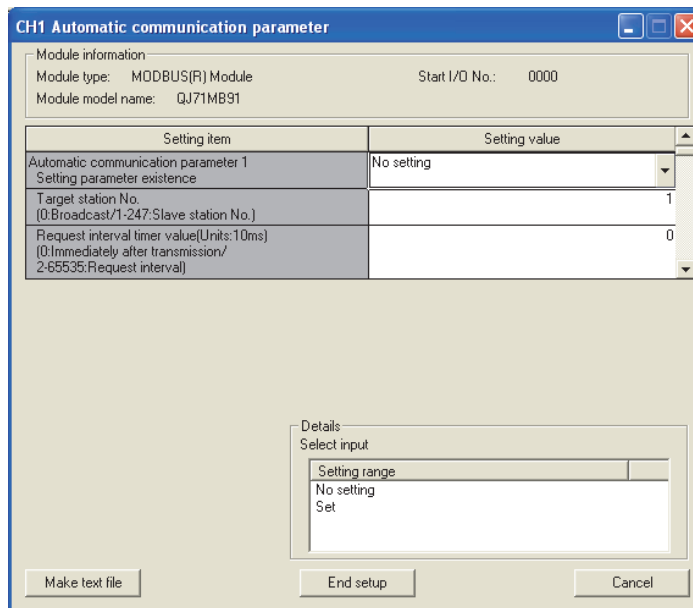 CH1 Automatic communication parameter
Module information
Module type: MODBUS(R) Module Start I/O No.: 0000
Module model name: QJ71MB91
Setting item Setting value
Automatic communication parameter 1 No setting
Setting parameter existence
Target station No. 1
(0:Broadcast/1-247:Slave station No.)
Request interval timer value(Units:10ms) 0
(0:Immediately after transmission/
2-65535:Request interval)
Details
Select input
Setting range
No setting
Set
Make text file End setup Cancel